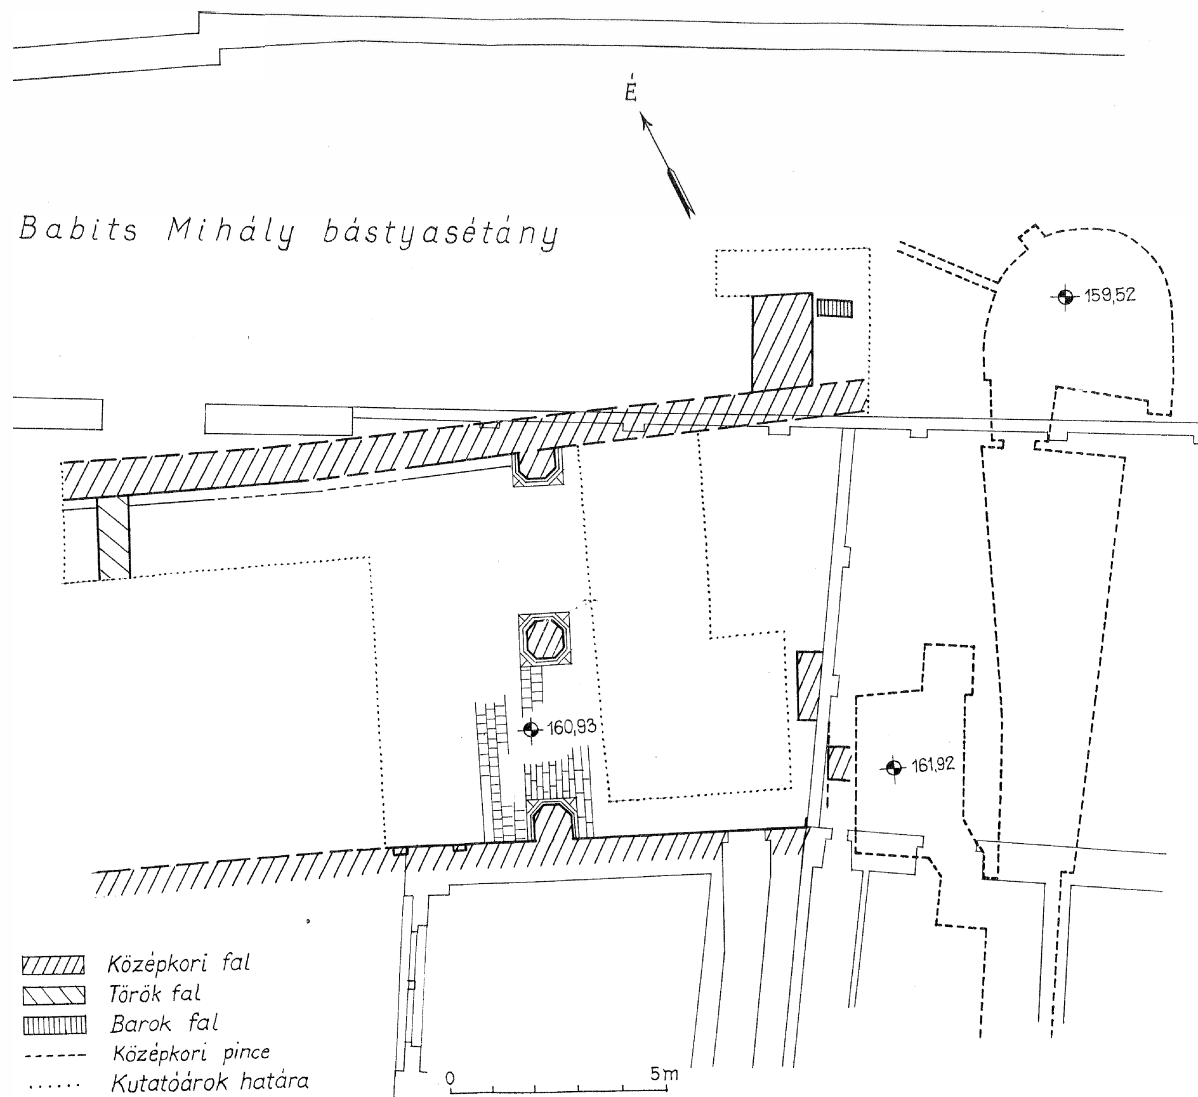 É
Babits Mihály bástyasétány
159,52
160,93
161,92
Középkori fal
Török fal
Barok fal
Középkori pince
Kutatóárok határa
0 5m